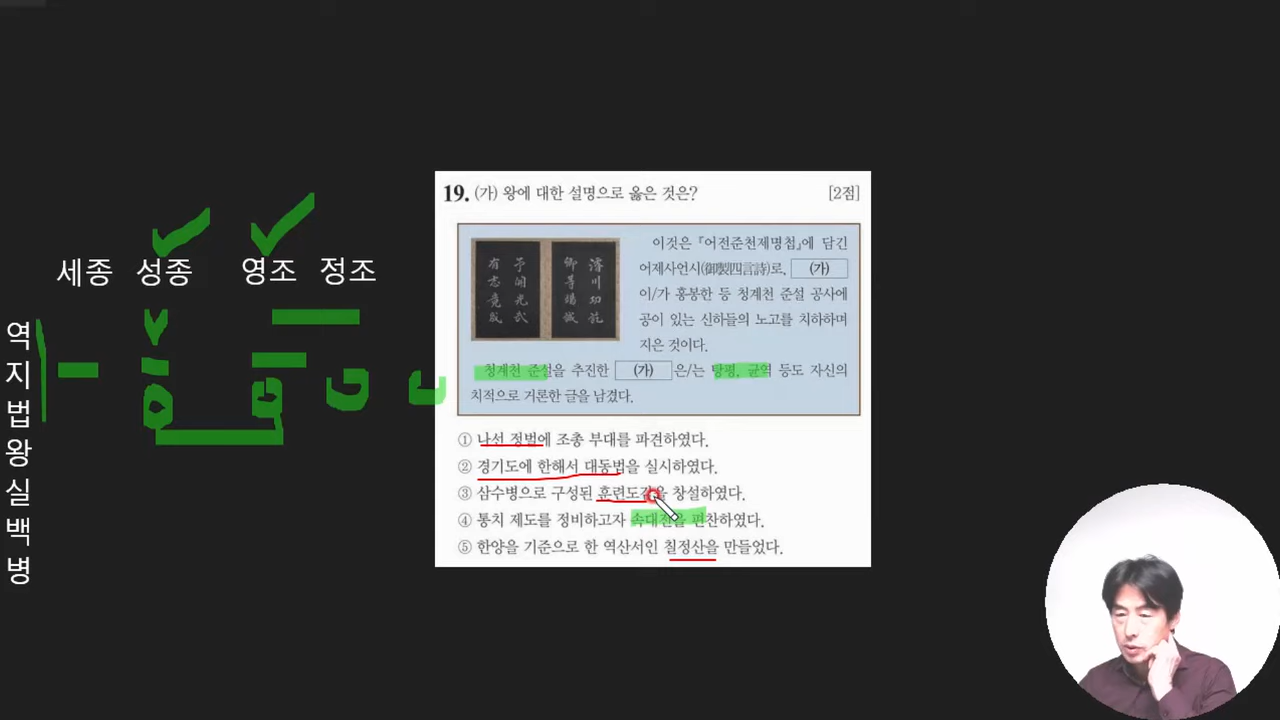 세종 성종 영조 정조
역
지
법
왕
실
백
병
19. (가) 왕에 대한 설명으로 옳은 것은? [2점]
이것은 『어전준천제명첩』에 담긴
어제사언시(御製四言詩)로, (가)
이/가 홍봉한 등 청계천 준설 공사에
공이 있는 신하들의 노고를 치하하며
지은 것이다.
청계천 준설을 추진한 (가) 은/는 탕평, 균역 등도 자신의
치적으로 거론한 글을 남겼다.
① 나선 정벌에 조총 부대를 파견하였다.
② 경기도에 한해서 대동법을 실시하였다.
③ 삼수병으로 구성된 훈련도감을 창설하였다.
④ 통치 제도를 정비하고자 속대전을 편찬하였다.
⑤ 한양을 기준으로 한 역산서인 칠정산을 만들었다.